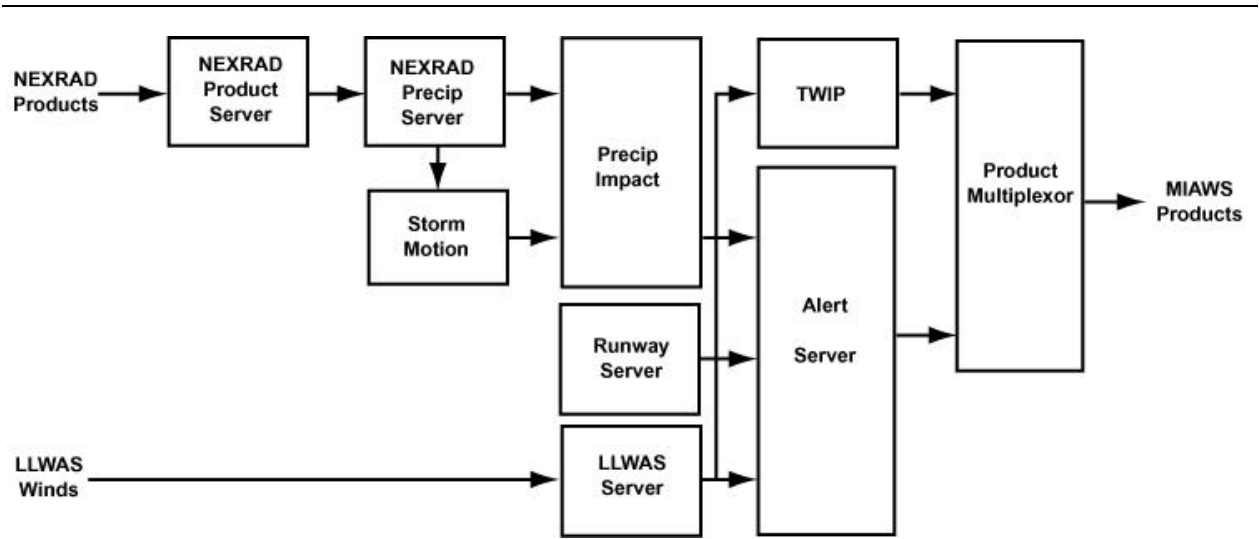 NEXRAD
Products
NEXRAD
Product
Server
NEXRAD
Precip
Server
Storm
Motion
Precip
Impact
Runway
Server
LLWAS
Winds
LLWAS
Server
TWIP
Alert
Server
Product
Multiplexor
MIAWS
Products